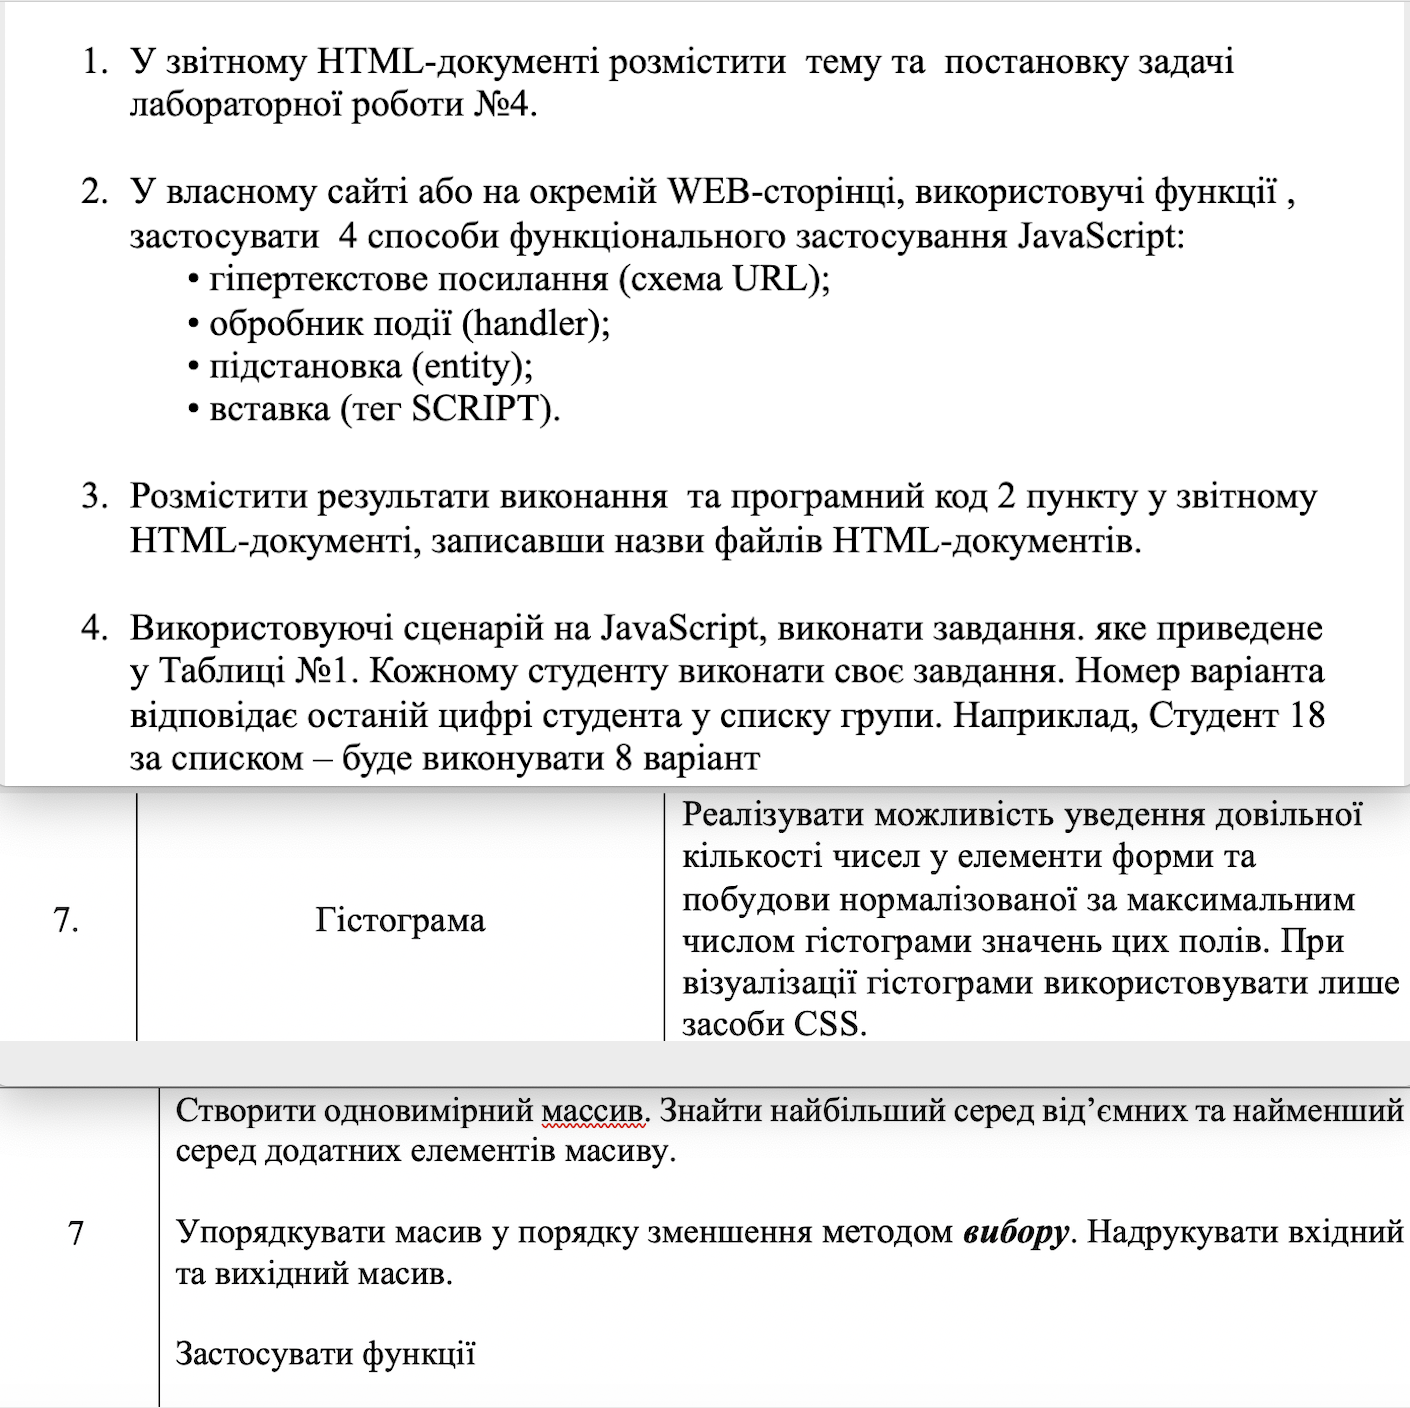 1. У звітному HTML-документі розмістити тему та постановку задачі
лабораторної роботи №4.
2. У власному сайті або на окремій WEB-сторінці, використовучі функції ,
застосувати 4 способи функціонального застосування JavaScript:
• гіпертекстове посилання (схема URL);
• обробник події (handler);
• підстановка (entity);
• вставка (тег SCRIPT).
3. Розмістити результати виконання та програмний код 2 пункту у звітному
HTML-документі, записавши назви файлів HTML-документів.
4. Використовуючі сценарій на JavaScript, виконати завдання. яке приведене
у Таблиці №1. Кожному студенту виконати своє завдання. Номер варіанта
відповідає останій цифрі студента у списку групи. Наприклад, Студент 18
за списком – буде виконувати 8 варіант
7.
Гістограма
Реалізувати можливість уведення довільної
кількості чисел у елементи форми та
побудови нормалізованої за максимальним
числом гістограми значень цих полів. При
візуалізації гістограми використовувати лише
засоби CSS.
7
Створити одновимірний массив. Знайти найбільший серед від’ємних та найменший
серед додатних елементів масиву.
Упорядкувати масив у порядку зменшення методом вибору. Надрукувати вхідний
та вихідний масив.
Застосувати функції